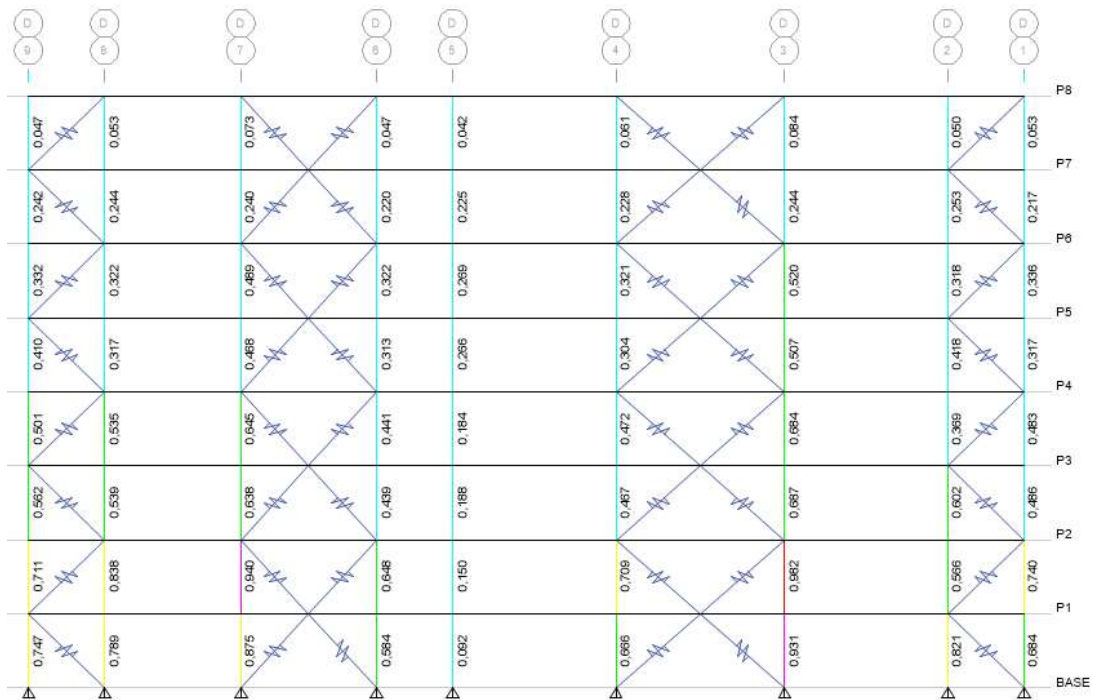 D D D D D D D D D
9 8 7 6 5 4 3 2 1
P8
0,047 0,053 0,073 0,047 0,042 0,061 0,084 0,050 0,053
P7
0,242 0,244 0,240 0,220 0,225 0,228 0,244 0,253 0,217
P6
0,332 0,322 0,489 0,322 0,269 0,321 0,520 0,318 0,336
P5
0,410 0,317 0,468 0,313 0,266 0,304 0,507 0,418 0,317
P4
0,501 0,535 0,645 0,441 0,184 0,472 0,684 0,369 0,483
P3
0,562 0,539 0,638 0,439 0,188 0,467 0,687 0,602 0,486
P2
0,711 0,838 0,940 0,648 0,150 0,709 0,982 0,566 0,740
P1
0,747 0,789 0,875 0,584 0,092 0,666 0,931 0,821 0,684
BASE